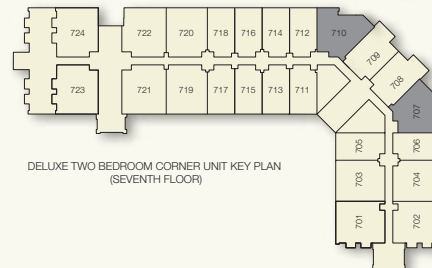 724 722 720 718 716 714 712 710
709
708
723 721 719 717 715 713 711
707
705 706
DELUXE TWO BEDROOM CORNER UNIT KEY PLAN
(SEVENTH FLOOR)
703 704
701 702